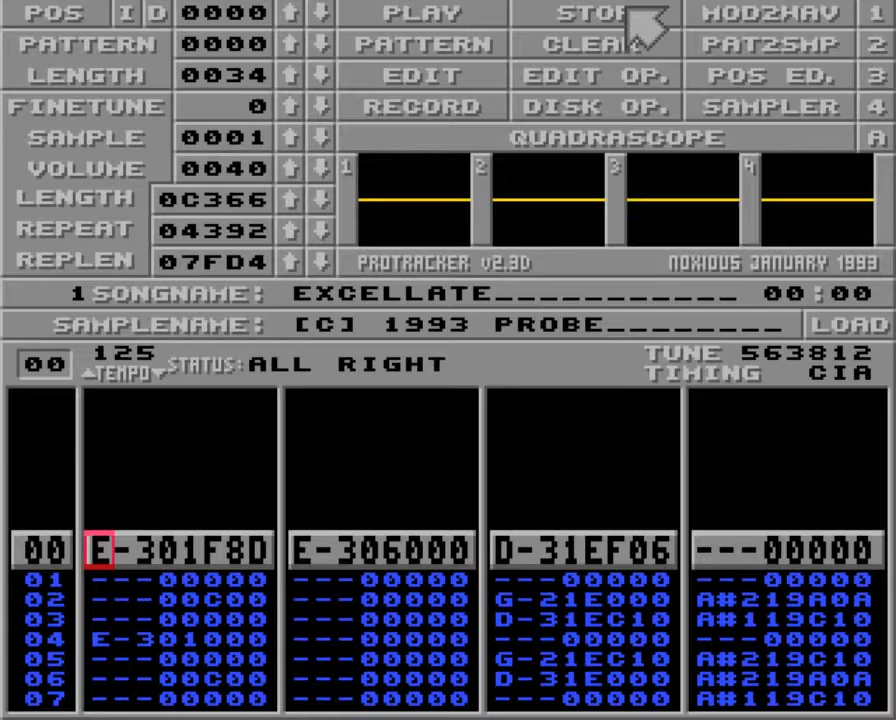 POS I D 0000 PLAY STOP MOD2WAV 1
PATTERN 0000 PATTERN CLEAR PAT2SMP 2
LENGTH 0034 EDIT EDIT OP. POS ED. 3
FINETUNE 0 RECORD DISK OP. SAMPLER 4
SAMPLE 0001 QUADRASCOPE A
VOLUME 0040 1 2 3 4
LENGTH 0C366
REPEAT 04392
REPLEN 07FD4 PROTRACKER V2.3D NOXIOUS JANUARY 1993
1 SONGNAME: EXCELLATE___________ 00:00
SAMPLENAME: [C] 1993 PROBE________ LOAD
00 125 TEMPO STATUS: ALL RIGHT TUNE 563812
TIMING CIA
00 E-301F8D E-306000 D-31EF06 ---00000
01 ---00000 ---00000 ---00000 ---00000
02 ---00C00 ---00000 G-21E000 A#219A0A
03 ---00000 ---00000 D-31EC10 A#119C10
04 E-301000 ---00000 ---00000 ---00000
05 ---00000 ---00000 G-21EC10 A#219C10
06 ---00C00 ---00000 D-31E000 A#219A0A
07 ---00000 ---00000 ---00000 A#119C10